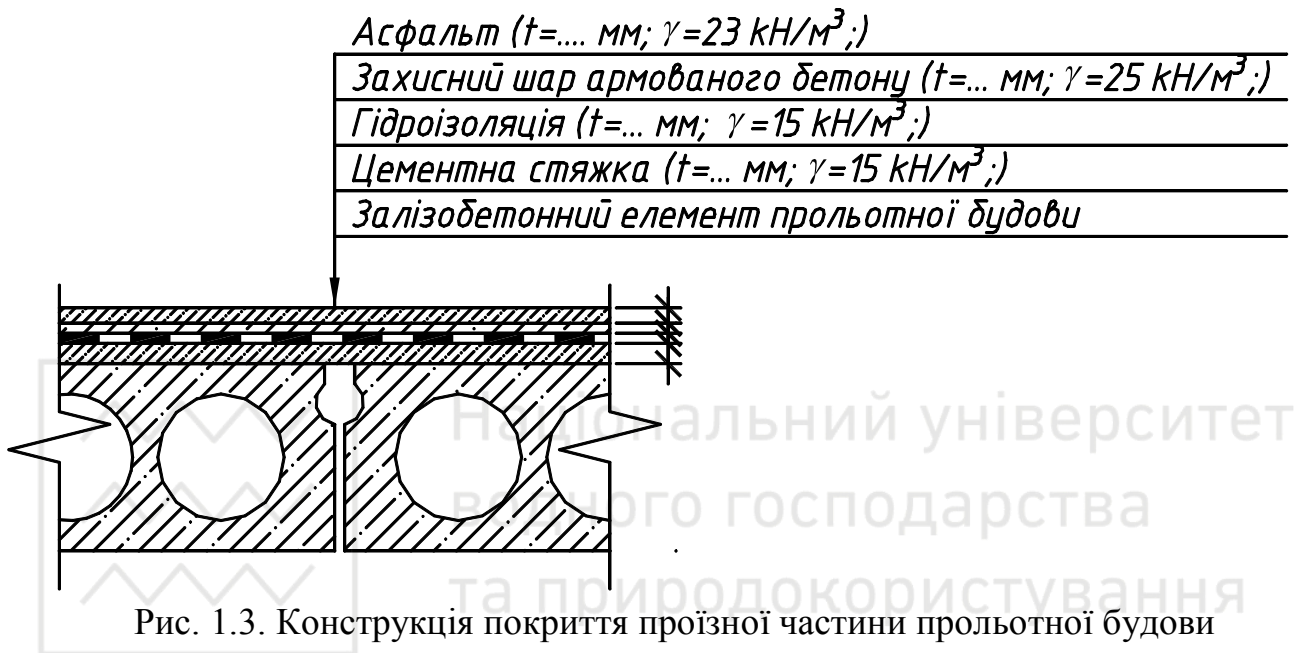 Асфальт (t=.... мм; γ=23 kH/м³;)
Захисний шар армованого бетону (t=... мм; γ=25 kH/м³;)
Гідроізоляція (t=... мм; γ=15 kH/м³;)
Цементна стяжка (t=... мм; γ=15 kH/м³;)
Залізобетонний елемент прольотної будови
Національний університет
водного господарства
та природокористування
Рис. 1.3. Конструкція покриття проїзної частини прольотної будови